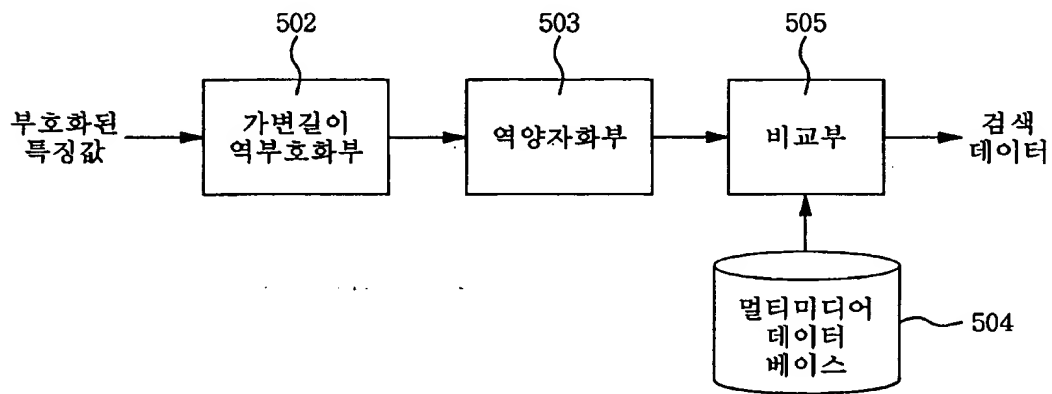 502
503
505
부호화된
특징값
가변길이
역부호화부
역양자화부
비교부
검색
데이터
멀티미디어
데이터
베이스
504